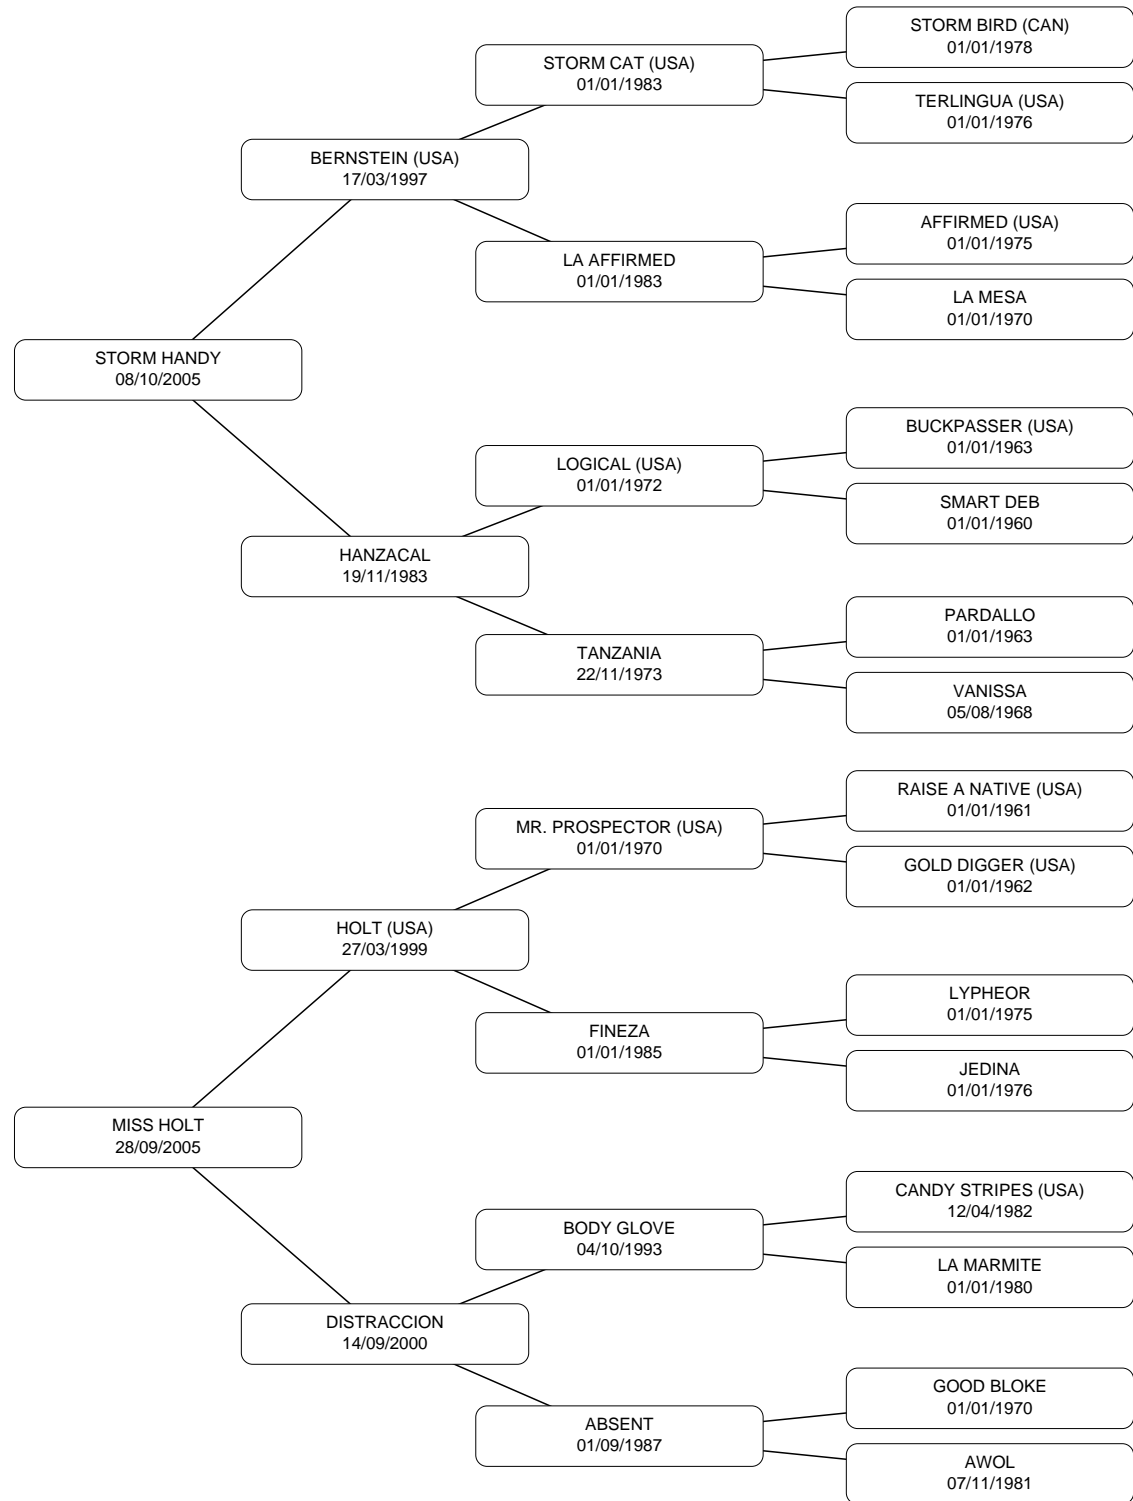 STORM BIRD (CAN)
01/01/1978
STORM CAT (USA)
01/01/1983
TERLINGUA (USA)
01/01/1976
BERNSTEIN (USA)
17/03/1997
AFFIRMED (USA)
01/01/1975
LA AFFIRMED
01/01/1983
LA MESA
01/01/1970
STORM HANDY
08/10/2005
BUCKPASSER (USA)
01/01/1963
LOGICAL (USA)
01/01/1972
SMART DEB
01/01/1960
HANZACAL
19/11/1983
PARDALLO
01/01/1963
TANZANIA
22/11/1973
VANISSA
05/08/1968
RAISE A NATIVE (USA)
01/01/1961
MR. PROSPECTOR (USA)
01/01/1970
GOLD DIGGER (USA)
01/01/1962
HOLT (USA)
27/03/1999
LYPHEOR
01/01/1975
FINEZA
01/01/1985
JEDINA
01/01/1976
MISS HOLT
28/09/2005
CANDY STRIPES (USA)
12/04/1982
BODY GLOVE
04/10/1993
LA MARMITE
01/01/1980
DISTRACCION
14/09/2000
GOOD BLOKE
01/01/1970
ABSENT
01/09/1987
AWOL
07/11/1981